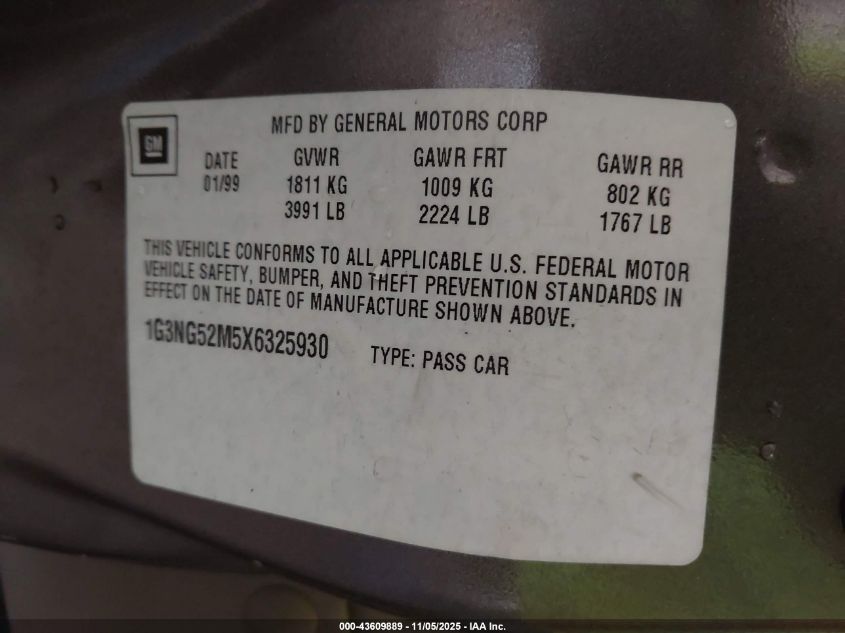 MFD BY GENERAL MOTORS CORP
GM
DATE GVWR GAWR FRT GAWR RR
01/99 1811 KG 1009 KG 802 KG
3991 LB 2224 LB 1767 LB
THIS VEHICLE CONFORMS TO ALL APPLICABLE U.S. FEDERAL MOTOR
VEHICLE SAFETY, BUMPER, AND THEFT PREVENTION STANDARDS IN
EFFECT ON THE DATE OF MANUFACTURE SHOWN ABOVE.
1G3NG52M5X6325930 TYPE: PASS CAR
000-43609889 - 11/05/2025 - IAA Inc.